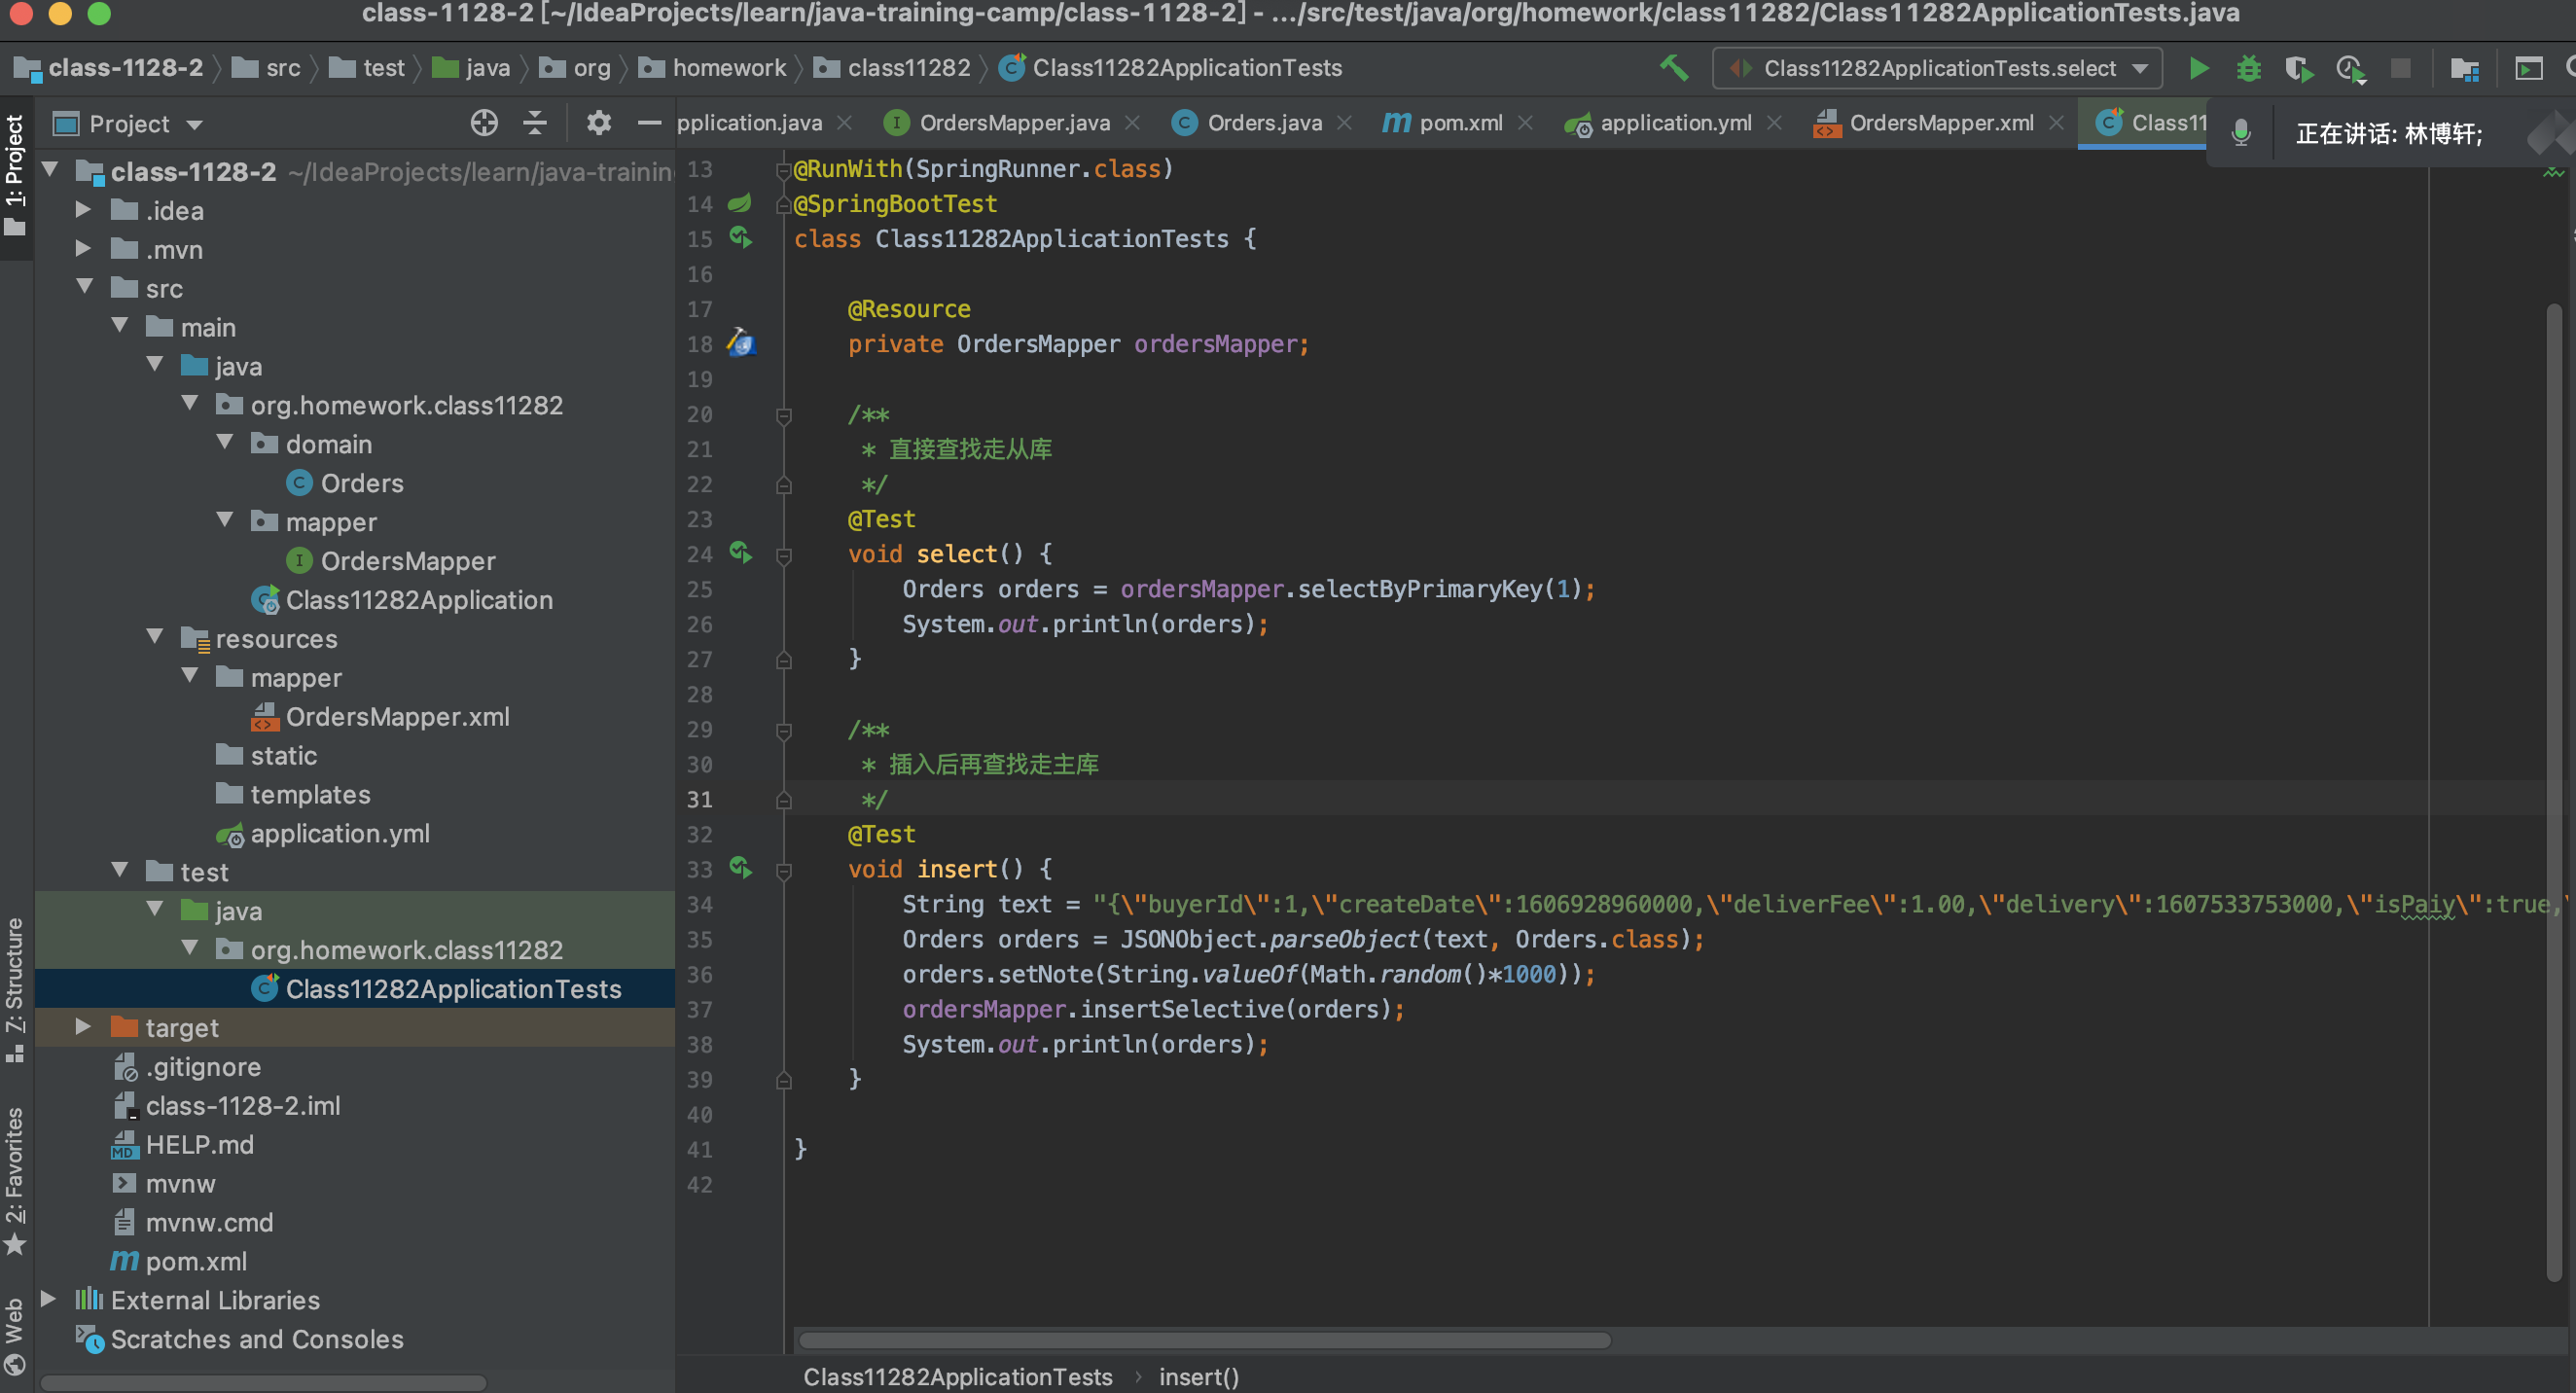 class-1128-2 [~/IdeaProjects/learn/java-training-camp/class-1128-2] - .../src/test/java/org/homework/class11282/Class11282ApplicationTests.java
class-1128-2 src test java org homework class11282 Class11282ApplicationTests Class11282ApplicationTests.select
Project
pplication.java OrdersMapper.java Orders.java pom.xml application.yml OrdersMapper.xml Class11
正在讲话: 林博轩;
1: Project
7: Structure
2: Favorites
Web
class-1128-2 ~/IdeaProjects/learn/java-trainin
.idea
.mvn
src
main
java
org.homework.class11282
domain
Orders
mapper
OrdersMapper
Class11282Application
resources
mapper
OrdersMapper.xml
static
templates
application.yml
test
java
org.homework.class11282
Class11282ApplicationTests
target
.gitignore
class-1128-2.iml
HELP.md
mvnw
mvnw.cmd
pom.xml
External Libraries
Scratches and Consoles
13 @RunWith(SpringRunner.class)
14 @SpringBootTest
15 class Class11282ApplicationTests {
16
17 @Resource
18 private OrdersMapper ordersMapper;
19
20 /**
21 * 直接查找走从库
22 */
23 @Test
24 void select() {
25 Orders orders = ordersMapper.selectByPrimaryKey(1);
26 System.out.println(orders);
27 }
28
29 /**
30 * 插入后再查找走主库
31 */
32 @Test
33 void insert() {
34 String text = "{\"buyerId\":1,\"createDate\":1606928960000,\"deliverFee\":1.00,\"delivery\":1607533753000,\"isPaiy\":true,\
35 Orders orders = JSONObject.parseObject(text, Orders.class);
36 orders.setNote(String.valueOf(Math.random()*1000));
37 ordersMapper.insertSelective(orders);
38 System.out.println(orders);
39 }
40
41 }
42
Class11282ApplicationTests › insert()